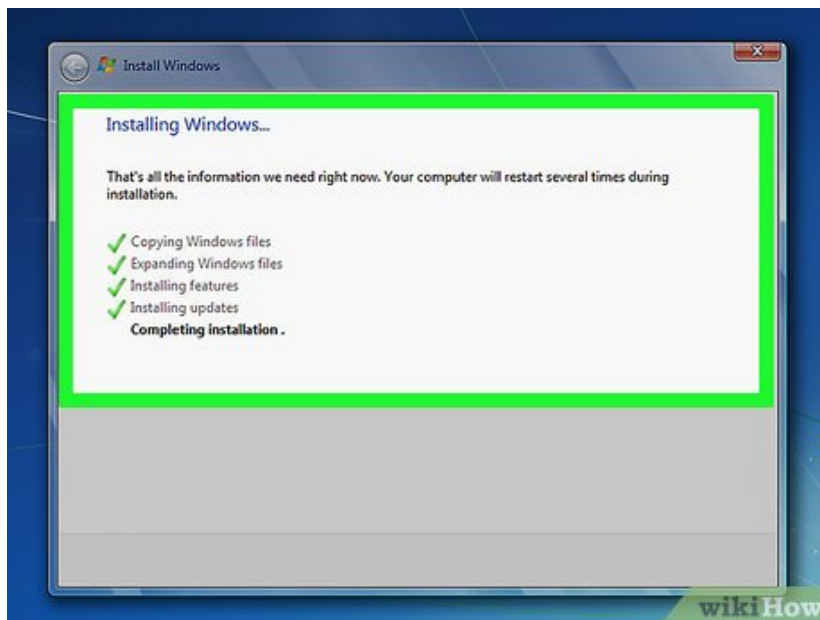 Install Windows
Installing Windows...
That's all the information we need right now. Your computer will restart several times during
installation.
Copying Windows files
Expanding Windows files
Installing features
Installing updates
Completing installation .
wikiHow